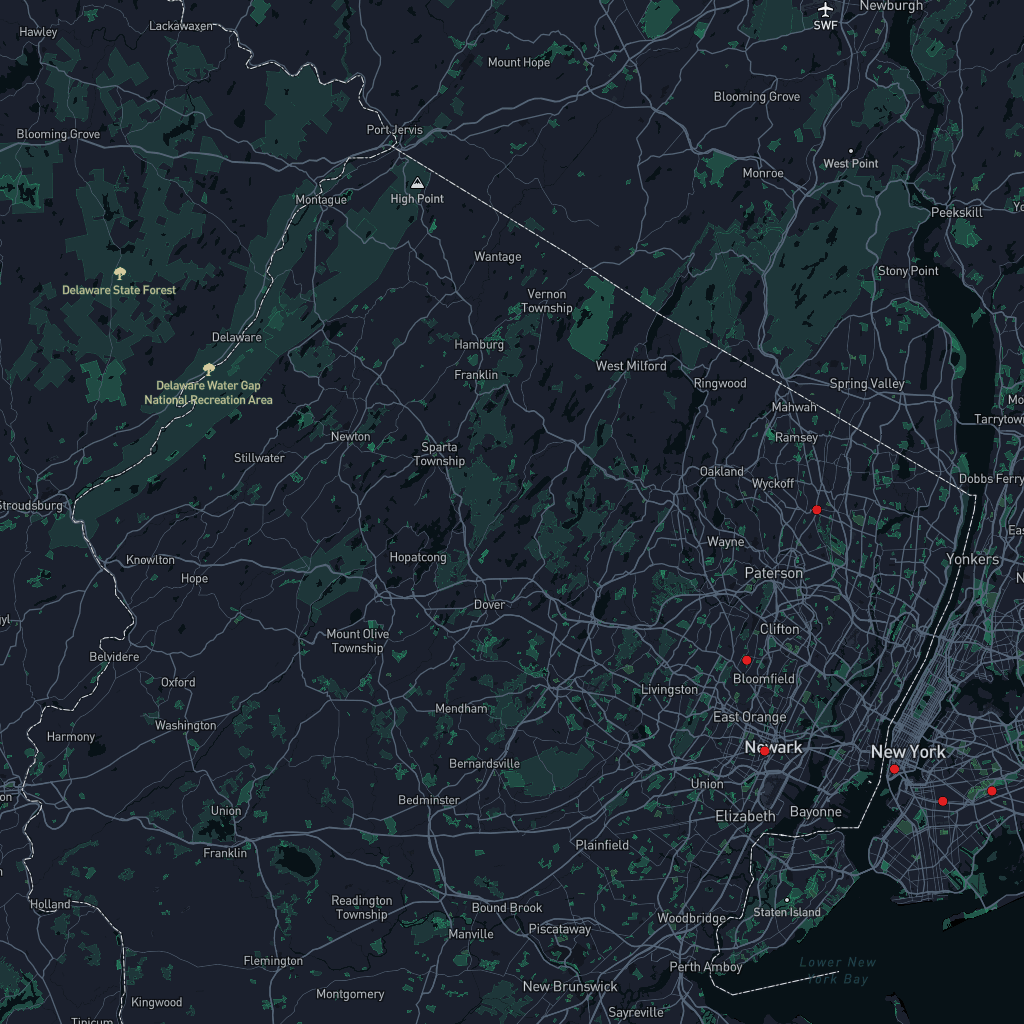 Newburgh
SWF
Hawley
Lackawaxen
Mount Hope
Blooming Grove
Port Jervis
Blooming Grove
West Point
Monroe
High Point
Montague
Peekskill
Wantage
Stony Point
Delaware State Forest
Vernon
Township
Delaware
Hamburg
West Milford
Franklin
Ringwood
Spring Valley
Delaware Water Gap
National Recreation Area
Mahwah
Tarrytown
Newton
Ramsey
Sparta
Township
Stillwater
Oakland
Wyckoff
Dobbs Ferry
Stroudsburg
Wayne
Knowlton
Hopatcong
Yonkers
Hope
Paterson
Dover
Mount Olive
Township
Clifton
Belvidere
Oxford
Livingston
Bloomfield
Mendham
East Orange
Washington
Harmony
Newark
New York
Bernardsville
Union
Bedminster
Union
Elizabeth
Bayonne
Franklin
Plainfield
Holland
Readington
Township
Bound Brook
Woodbridge
Staten Island
Manville
Piscataway
Flemington
Perth Amboy
Lower New
York Bay
New Brunswick
Montgomery
Kingwood
Sayreville
Tinicum